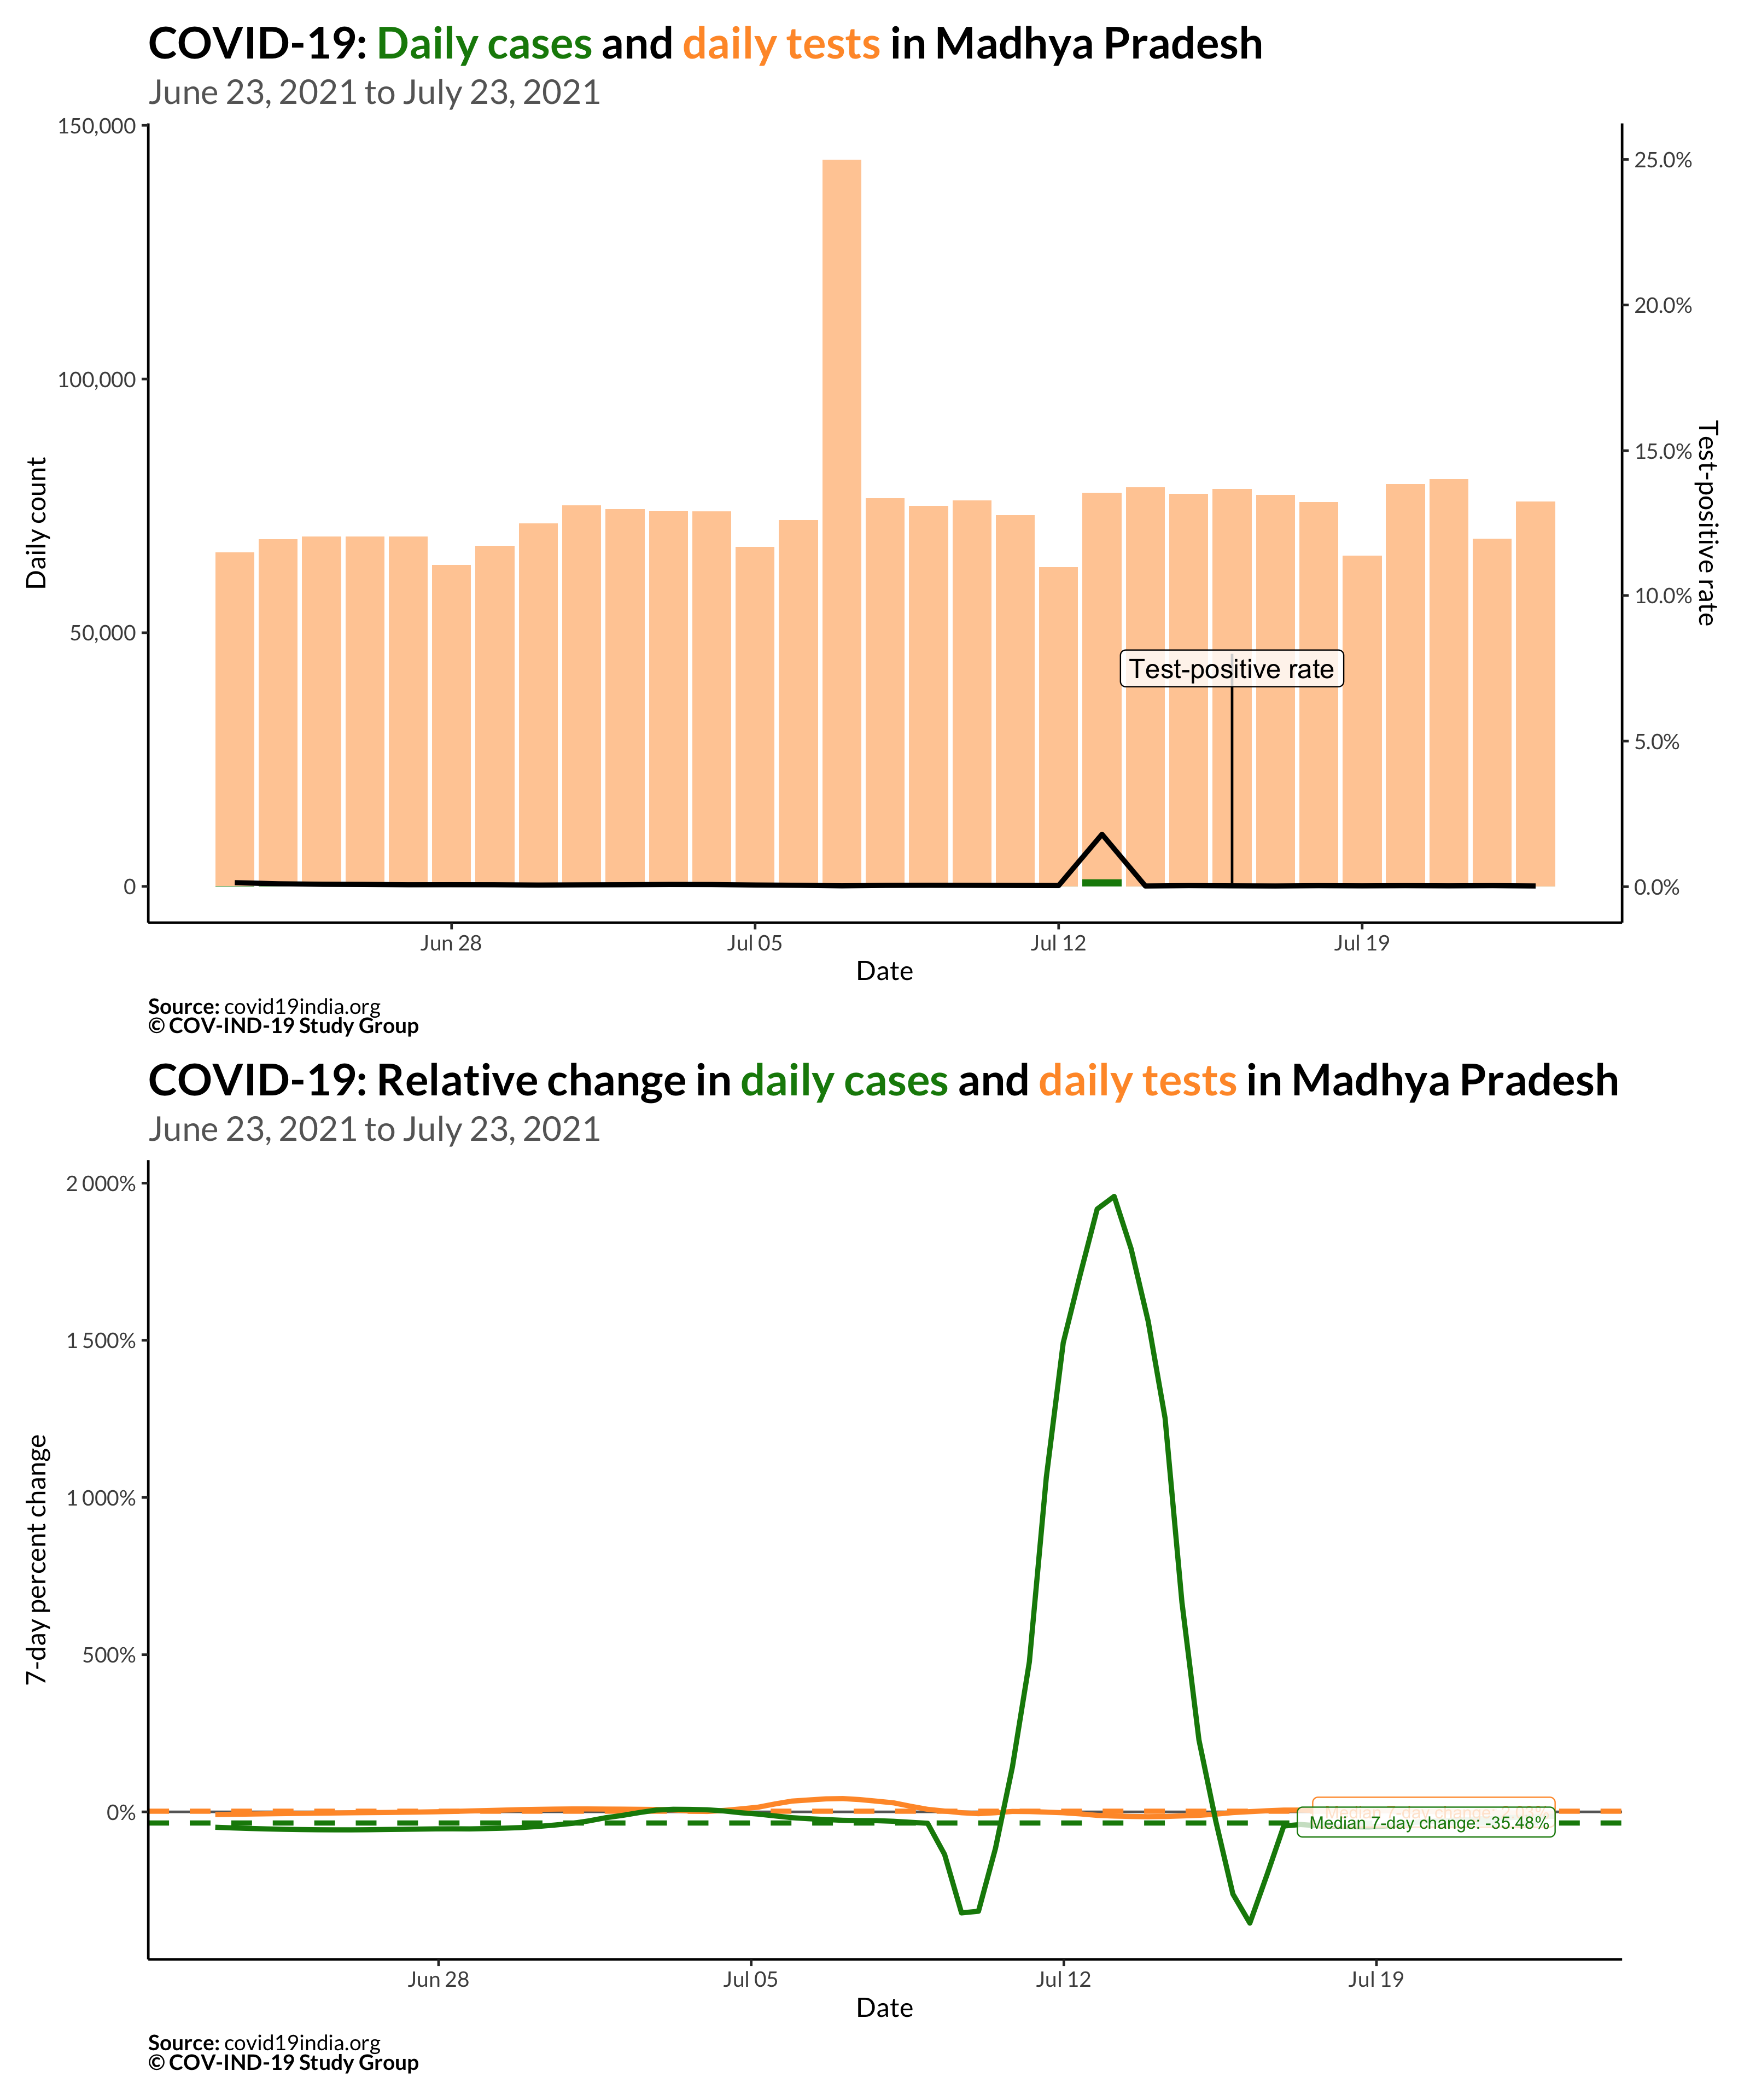 COVID-19: Daily cases and daily tests in Madhya Pradesh
June 23, 2021 to July 23, 2021
150,000
100,000
50,000
0
Daily count
25.0%
20.0%
15.0%
10.0%
5.0%
0.0%
Test-positive rate
Test-positive rate
Jun 28
Jul 05
Jul 12
Jul 19
Date
Source: covid19india.org
© COV-IND-19 Study Group
COVID-19: Relative change in daily cases and daily tests in Madhya Pradesh
June 23, 2021 to July 23, 2021
2 000%
1 500%
1 000%
500%
0%
7-day percent change
Median 7-day change: 2.03%
Median 7-day change: -35.48%
Jun 28
Jul 05
Jul 12
Jul 19
Date
Source: covid19india.org
© COV-IND-19 Study Group